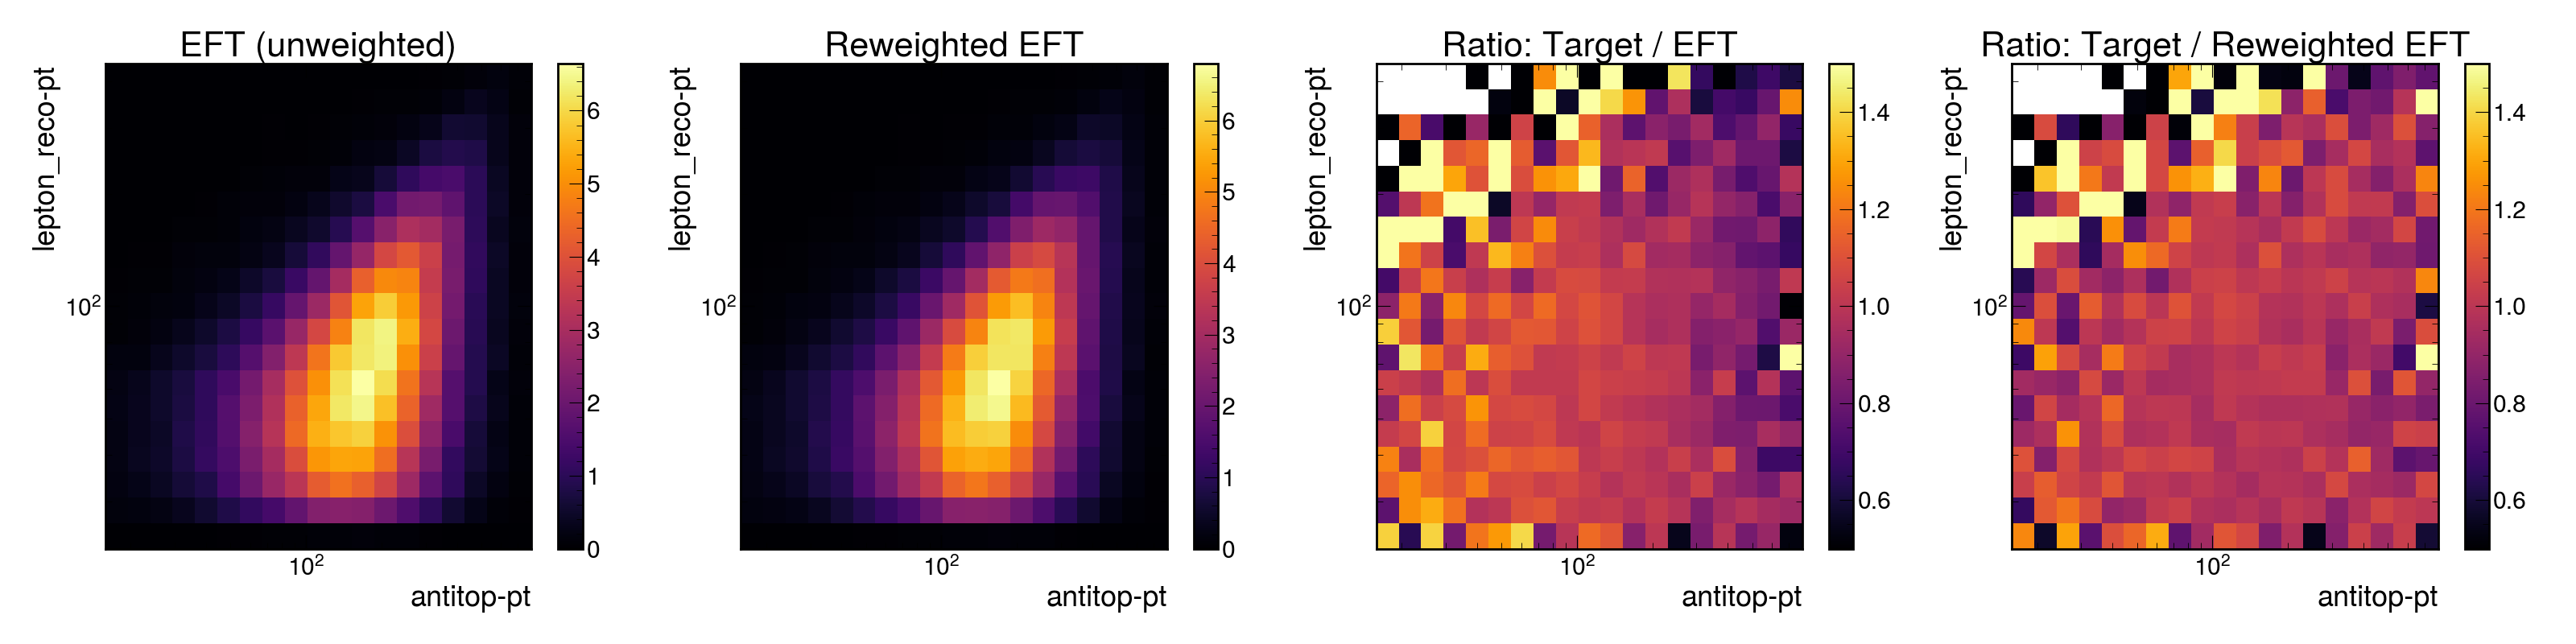 EFT (unweighted)
lepton_reco-pt
10²
10²
antitop-pt
6
5
4
3
2
1
0
Reweighted EFT
lepton_reco-pt
10²
10²
antitop-pt
6
5
4
3
2
1
0
Ratio: Target / EFT
lepton_reco-pt
10²
10²
antitop-pt
1.4
1.2
1.0
0.8
0.6
Ratio: Target / Reweighted EFT
lepton_reco-pt
10²
10²
antitop-pt
1.4
1.2
1.0
0.8
0.6